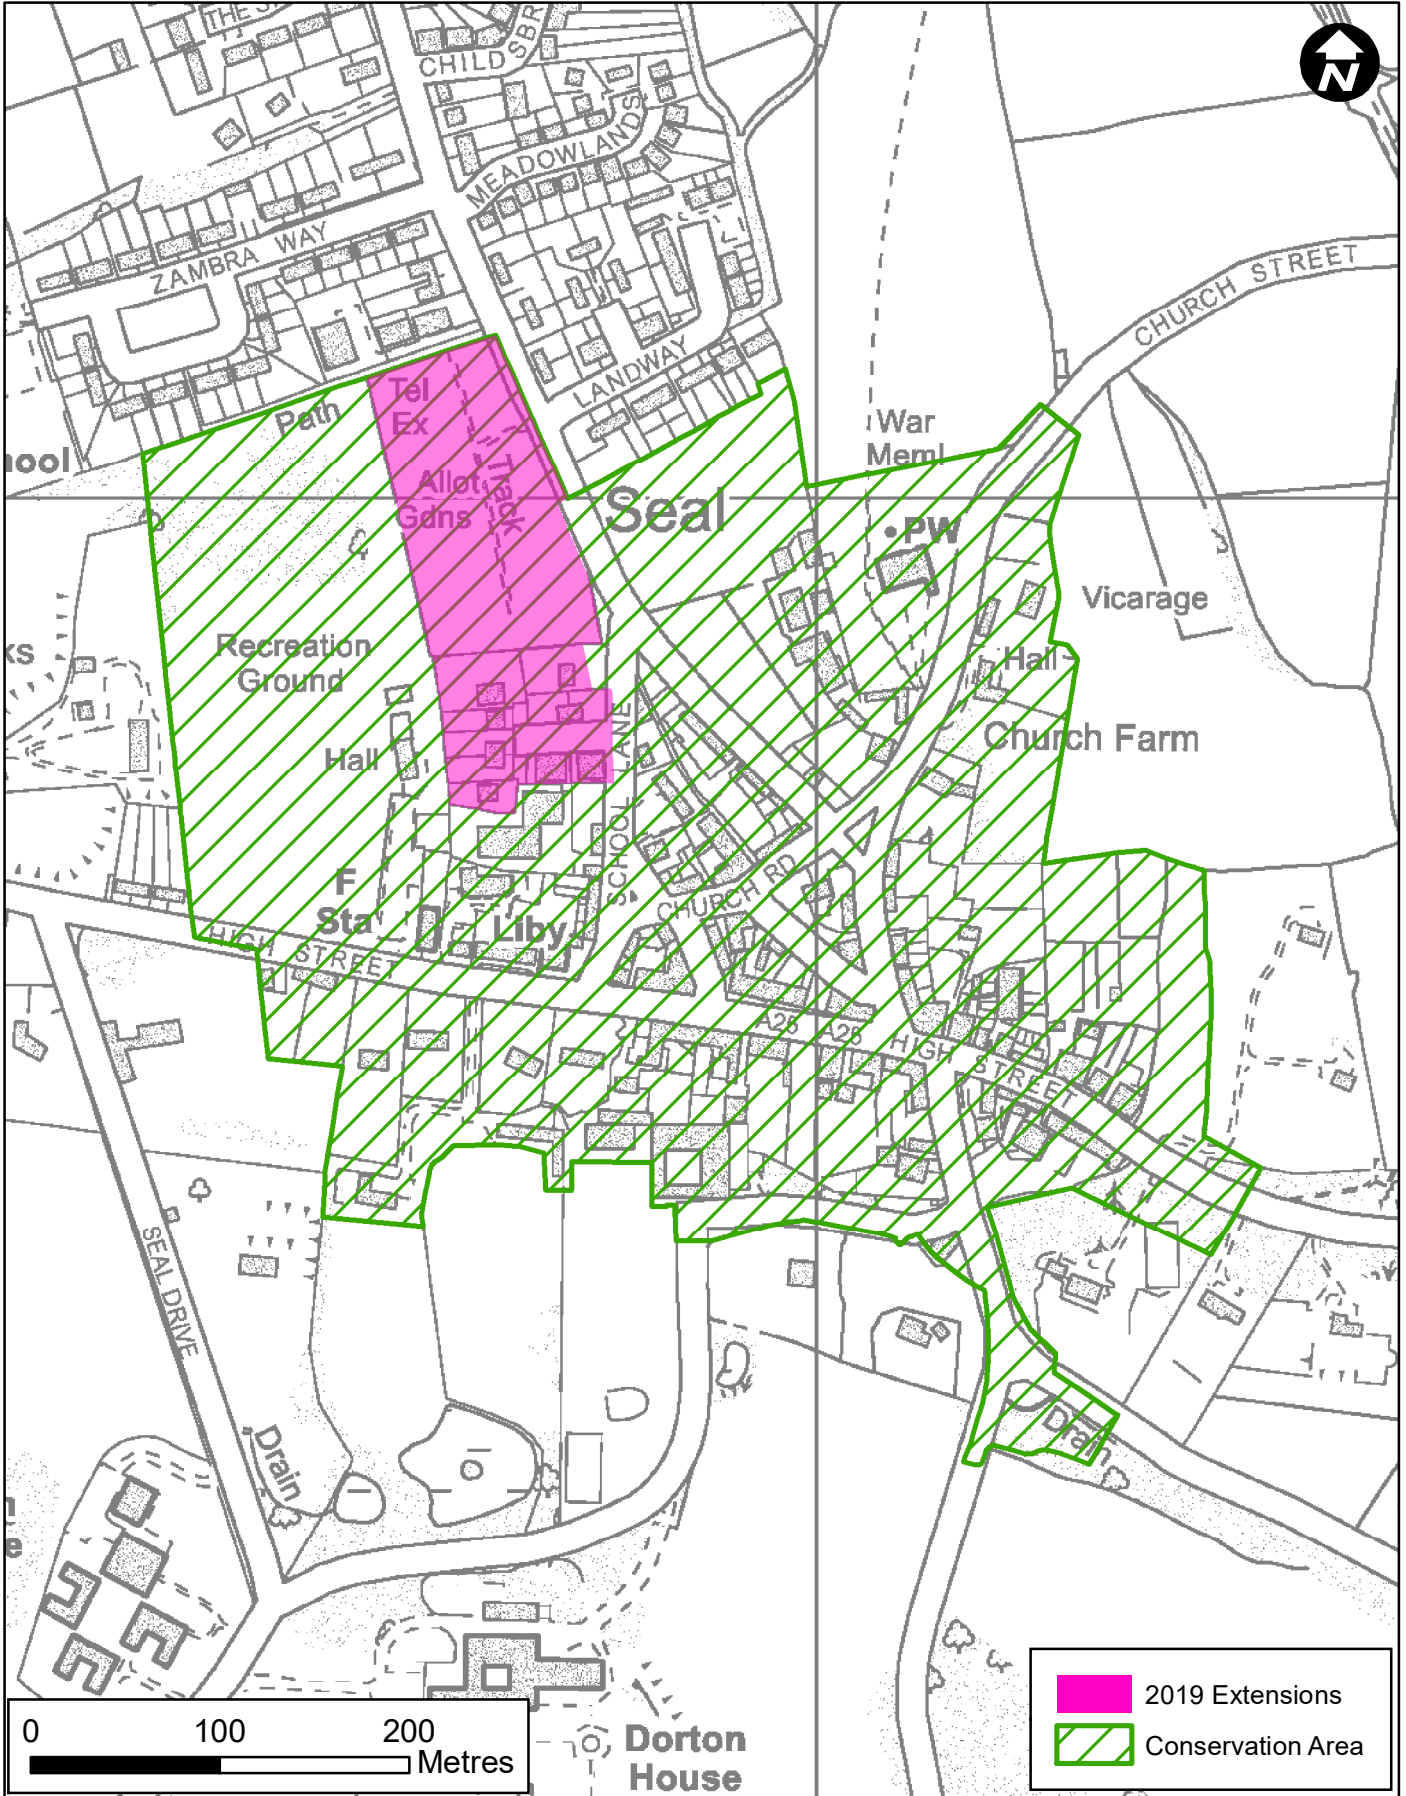 N
CHILDSBR
MEADOWLANDS
ZAMBRA WAY
CHURCH STREET
LANDWAY
Tel
Ex
Path
War
Meml
Allot
Gdns
Track
Seal
PW
Vicarage
Recreation
Ground
Hall
Church Farm
Hall
SCHOOL LANE
CHURCH RD
F
Sta
Liby
HIGH STREET
A25
A25
HIGH STREET
SEAL DRIVE
Drain
Drain
Dorton
House
0 100 200
Metres
2019 Extensions
Conservation Area